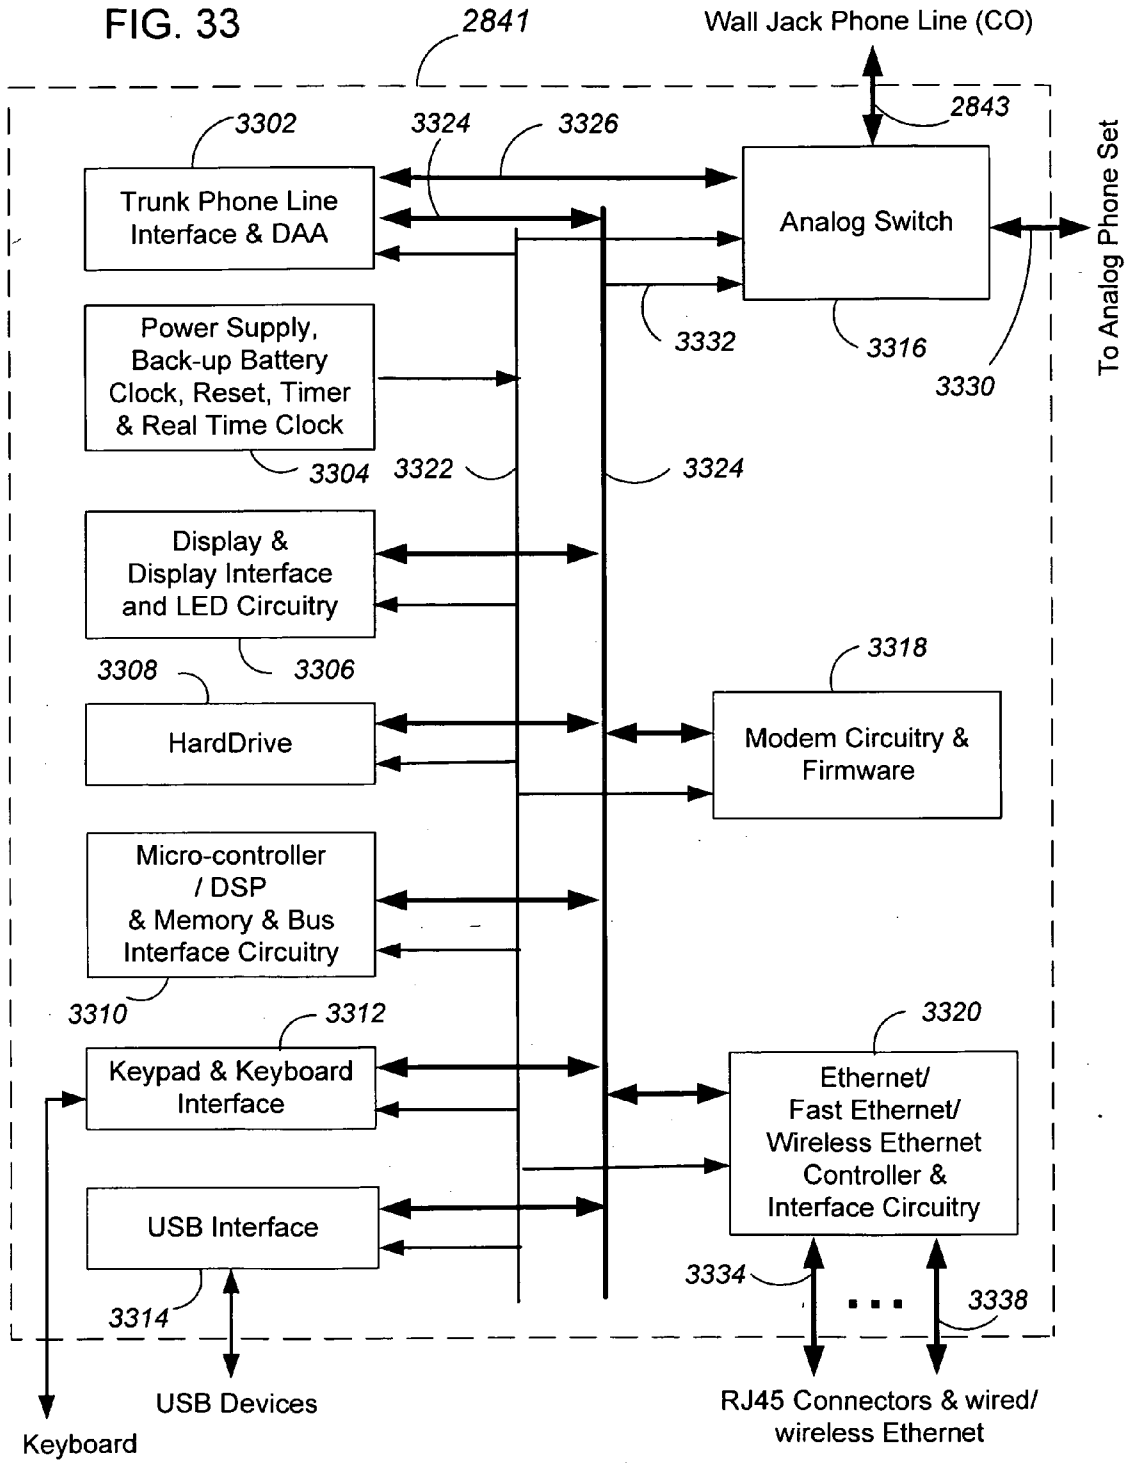 FIG. 33
2841
Wall Jack Phone Line (CO)
2843
3302
3324
3326
Trunk Phone Line
Interface & DAA
Analog Switch
To Analog Phone Set
3332
3316
3330
Power Supply,
Back-up Battery
Clock, Reset, Timer
& Real Time Clock
3304
3322
3324
Display &
Display Interface
and LED Circuitry
3306
3308
HardDrive
3318
Modem Circuitry &
Firmware
Micro-controller
/ DSP
& Memory & Bus
Interface Circuitry
3310
3312
Keypad & Keyboard
Interface
3320
Ethernet/
Fast Ethernet/
Wireless Ethernet
Controller &
Interface Circuitry
USB Interface
3314
3334
3338
USB Devices
Keyboard
RJ45 Connectors & wired/
wireless Ethernet